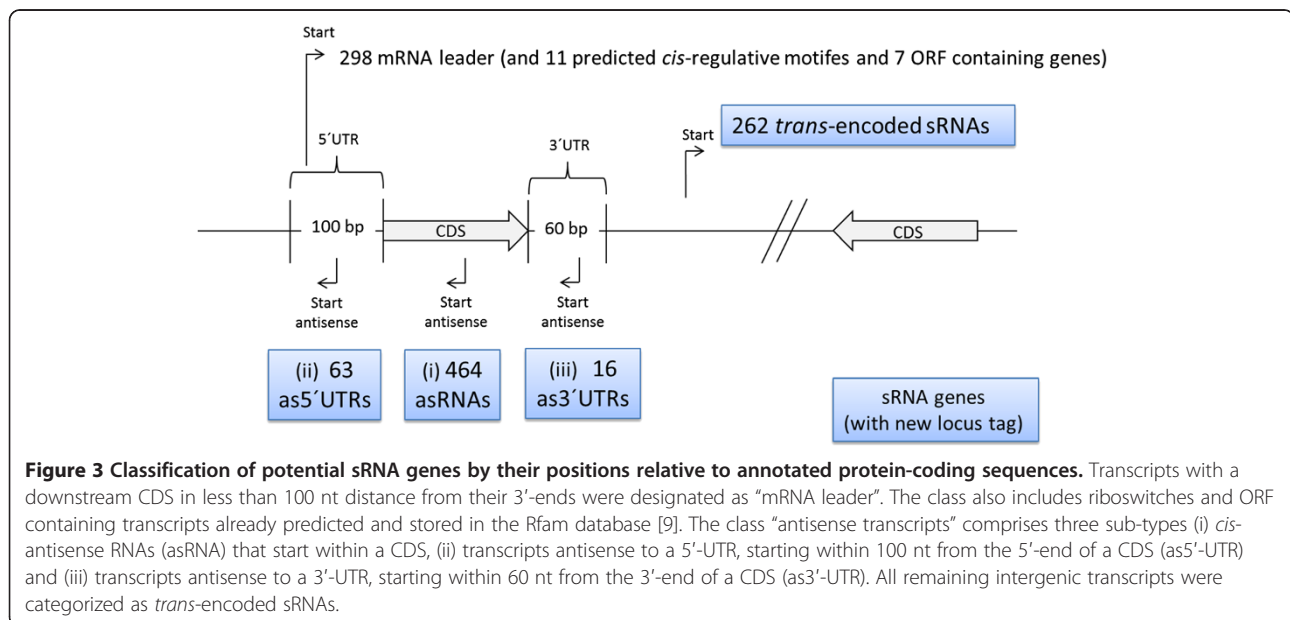 Start
298 mRNA leader (and 11 predicted cis-regulative motifes and 7 ORF containing genes)
262 trans-encoded sRNAs
Start
5´UTR
3´UTR
100 bp
CDS
60 bp
CDS
Start
antisense
Start
antisense
Start
antisense
(ii) 63
as5´UTRs
(i) 464
asRNAs
(iii) 16
as3´UTRs
sRNA genes
(with new locus tag)
Figure 3 Classification of potential sRNA genes by their positions relative to annotated protein-coding sequences. Transcripts with a
downstream CDS in less than 100 nt distance from their 3′-ends were designated as “mRNA leader”. The class also includes riboswitches and ORF
containing transcripts already predicted and stored in the Rfam database [9]. The class “antisense transcripts” comprises three sub-types (i) cis-
antisense RNAs (asRNA) that start within a CDS, (ii) transcripts antisense to a 5′-UTR, starting within 100 nt from the 5′-end of a CDS (as5′-UTR)
and (iii) transcripts antisense to a 3′-UTR, starting within 60 nt from the 3′-end of a CDS (as3′-UTR). All remaining intergenic transcripts were
categorized as trans-encoded sRNAs.